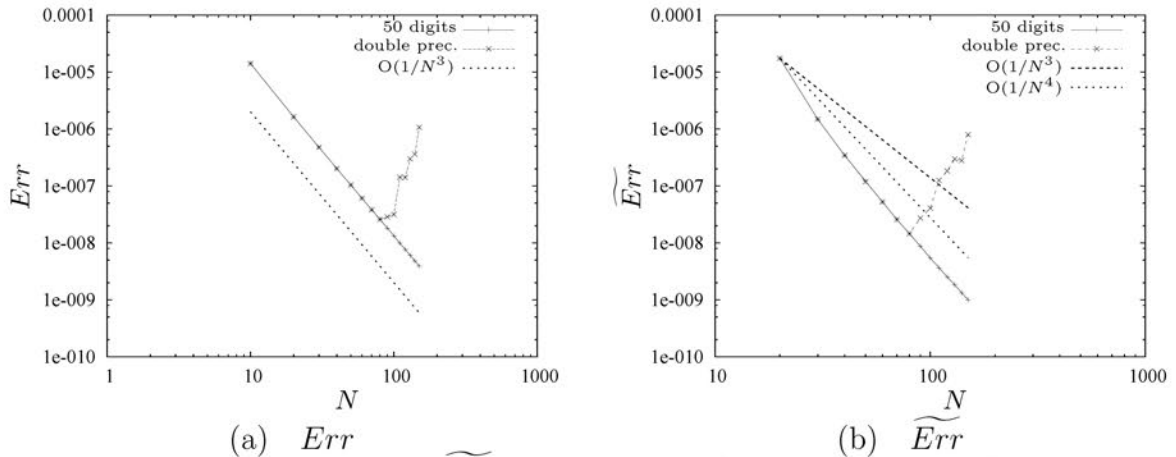 0.0001
1e-005
1e-006
1e-007
1e-008
1e-009
1e-010
Err
50 digits
double prec.
O(1/N^3)
1
10
100
1000
N
(a) Err
0.0001
1e-005
1e-006
1e-007
1e-008
1e-009
1e-010
\widetilde{Err}
50 digits
double prec.
O(1/N^3)
O(1/N^4)
10
100
1000
N
(b) \widetilde{Err}